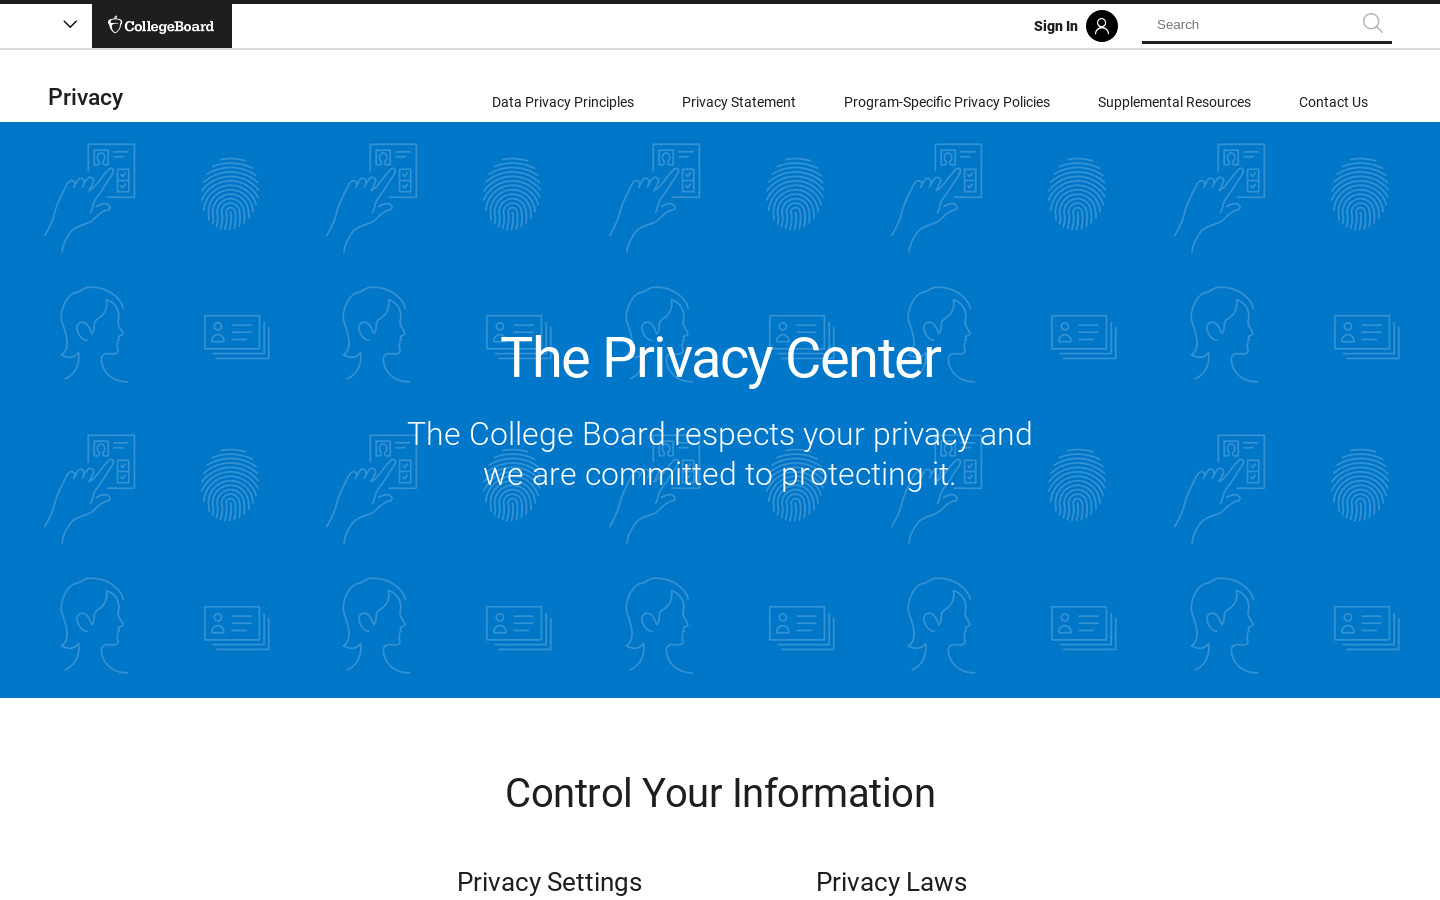 CollegeBoard
Sign In
Search
Privacy
Data Privacy Principles
Privacy Statement
Program-Specific Privacy Policies
Supplemental Resources
Contact Us
The Privacy Center
The College Board respects your privacy and
we are committed to protecting it.
Control Your Information
Privacy Settings
Privacy Laws